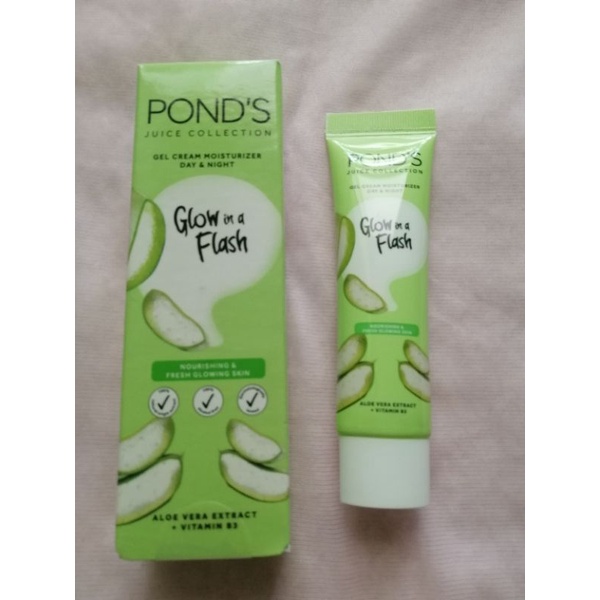 POND'S
JUICE COLLECTION
GEL CREAM MOISTURIZER
DAY & NIGHT
Glow in a
Flash
NOURISHING &
FRESH GLOWING SKIN
ALOE VERA EXTRACT
+ VITAMIN B3
POND'S
JUICE COLLECTION
GEL CREAM MOISTURIZER
DAY & NIGHT
Glow in a
Flash
NOURISHING &
FRESH GLOWING SKIN
ALOE VERA EXTRACT
+ VITAMIN B3